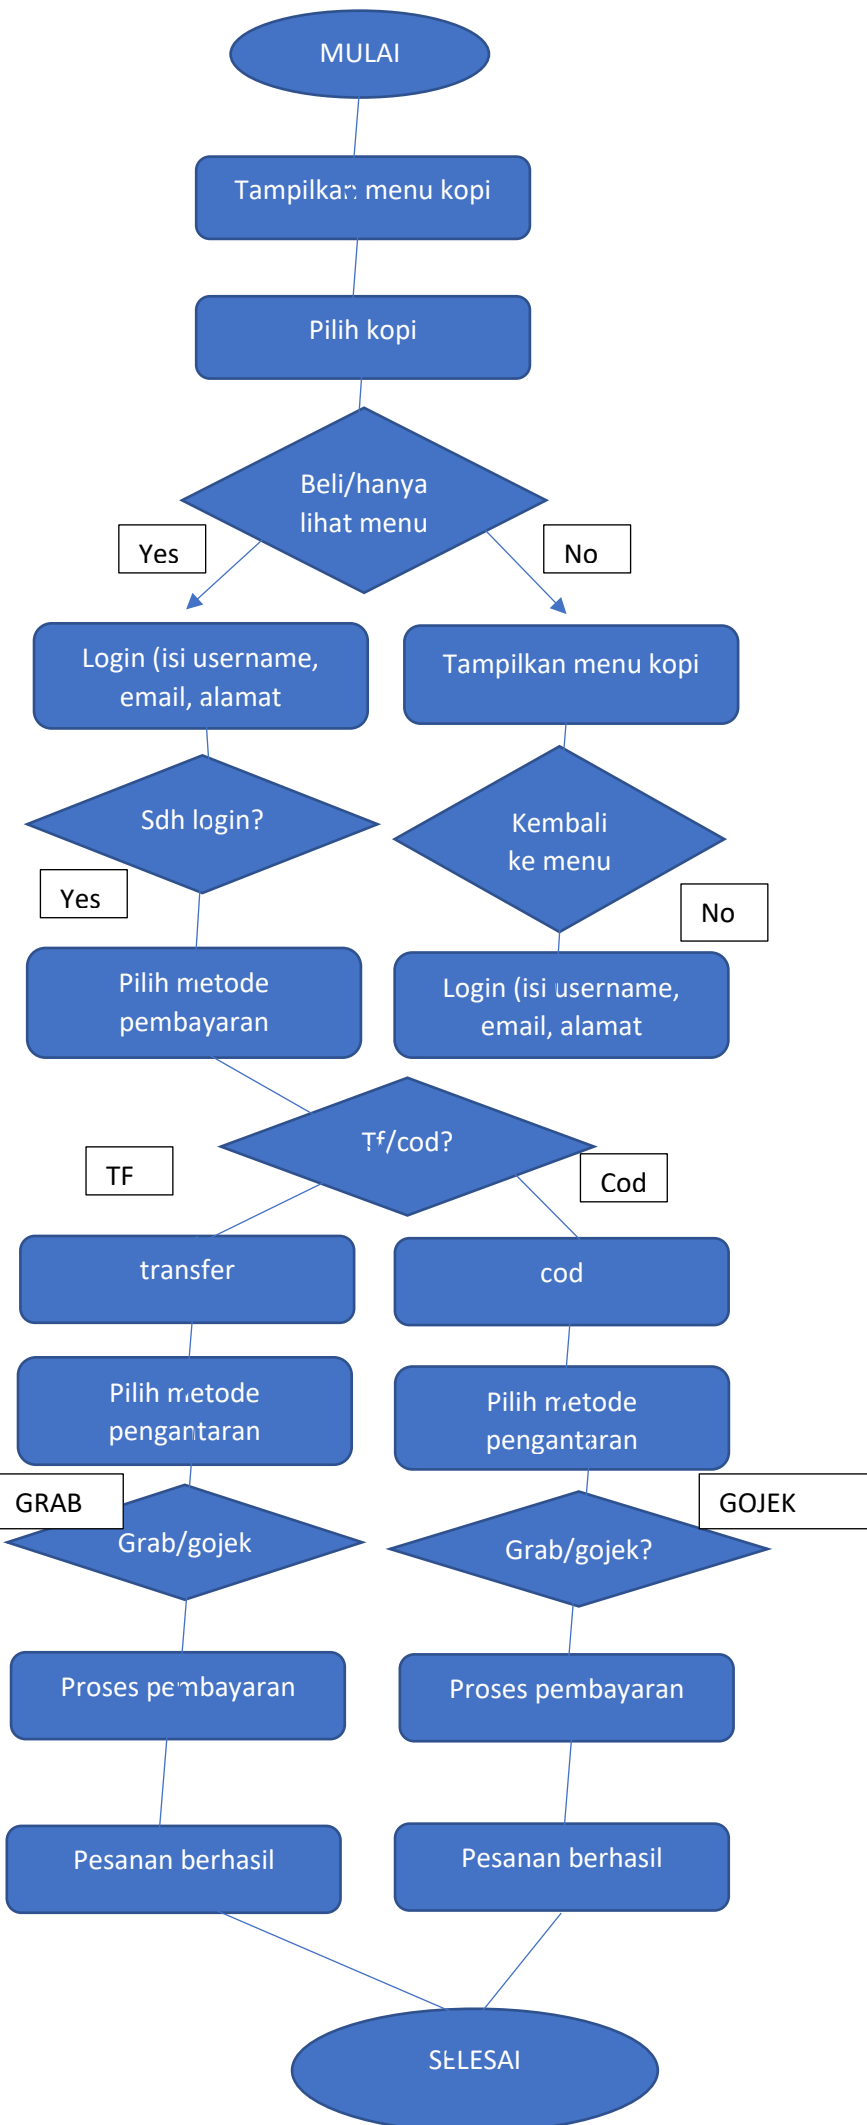 MULAI
Tampilkan menu kopi
Pilih kopi
Beli/hanya
lihat menu
Yes
No
Login (isi username,
email, alamat
Tampilkan menu kopi
Sdh login?
Kembali
ke menu
Yes
No
Pilih metode
pembayaran
Login (isi username,
email, alamat
Tf/cod?
TF
Cod
transfer
cod
Pilih metode
pengantaran
Pilih metode
pengantaran
GRAB
GOJEK
Grab/gojek
Grab/gojek?
Proses pembayaran
Proses pembayaran
Pesanan berhasil
Pesanan berhasil
SELESAI